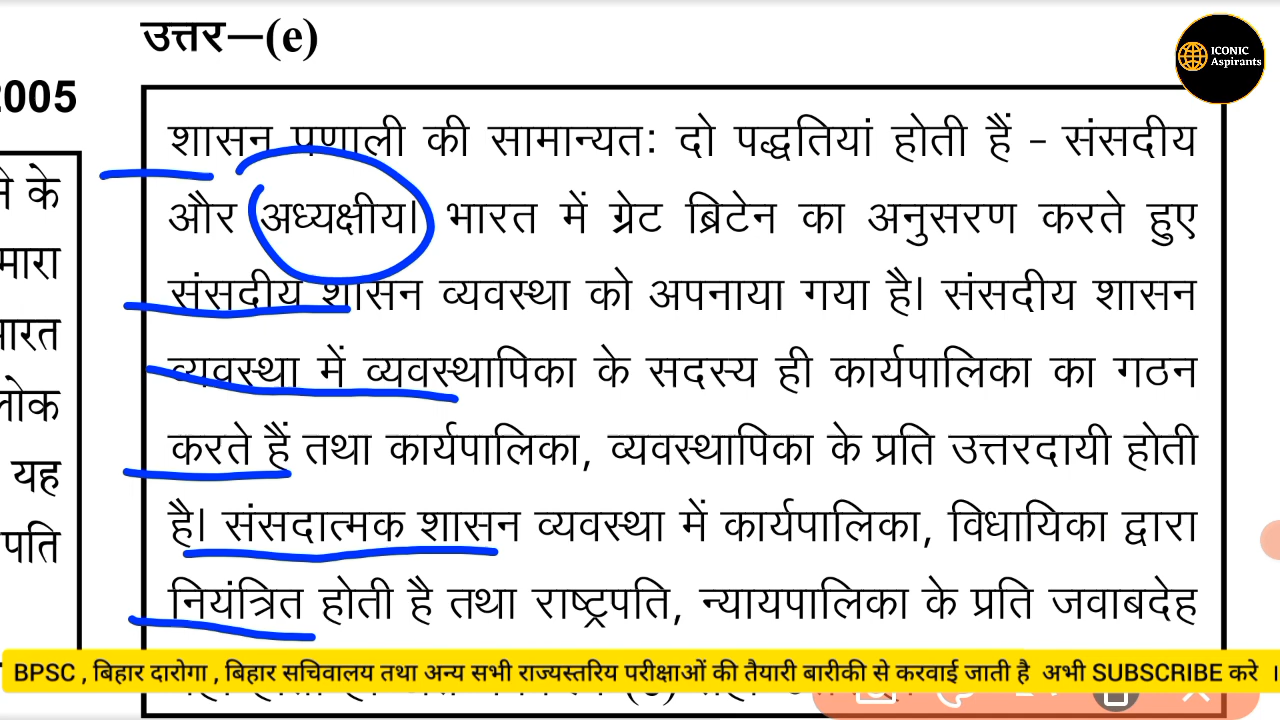 उत्तर—(e)
ICONIC
Aspirants
2005
शासन प्रणाली की सामान्यतः दो पद्धतियां होती हैं - संसदीय
के
और अध्यक्षीय। भारत में ग्रेट ब्रिटेन का अनुसरण करते हुए
मारा
संसदीय शासन व्यवस्था को अपनाया गया है। संसदीय शासन
व्यवस्था में व्यवस्थापिका के सदस्य ही कार्यपालिका का गठन
लोक
करते हैं तथा कार्यपालिका, व्यवस्थापिका के प्रति उत्तरदायी होती
यह
है। संसदात्मक शासन व्यवस्था में कार्यपालिका, विधायिका द्वारा
पति
नियंत्रित होती है तथा राष्ट्रपति, न्यायपालिका के प्रति जवाबदेह
BPSC , बिहार दारोगा , बिहार सचिवालय तथा अन्य सभी राज्यस्तरिय परीक्षाओं की तैयारी बारीकी से करवाई जाती है अभी SUBSCRIBE करे ।